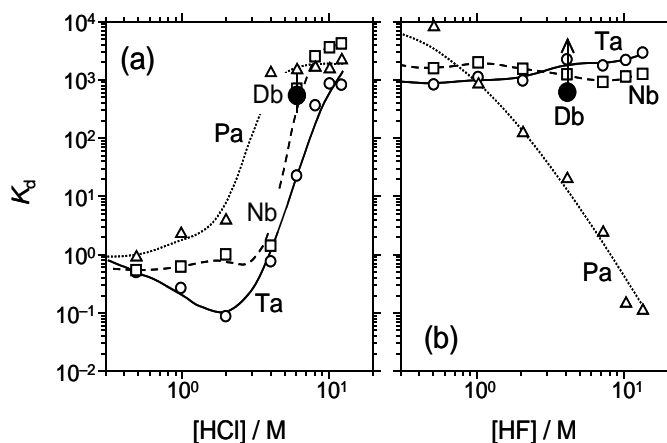 10⁴
10³
10²
10¹
10⁰
10⁻¹
10⁻²
K_d
(a)
Db
Pa
Nb
Ta
10⁰
10¹
[HCl] / M
Ta
Nb
Db
Pa
(b)
10⁰
10¹
[HF] / M